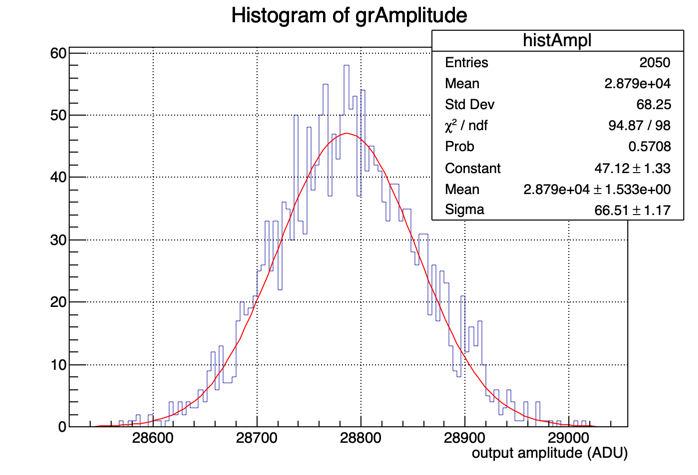 Histogram of grAmplitude
histAmpl
Entries 2050
Mean 2.879e+04
Std Dev 68.25
χ² / ndf 94.87 / 98
Prob 0.5708
Constant 47.12 ± 1.33
Mean 2.879e+04 ± 1.533e+00
Sigma 66.51 ± 1.17
60
50
40
30
20
10
0
28600 28700 28800 28900 29000
output amplitude (ADU)